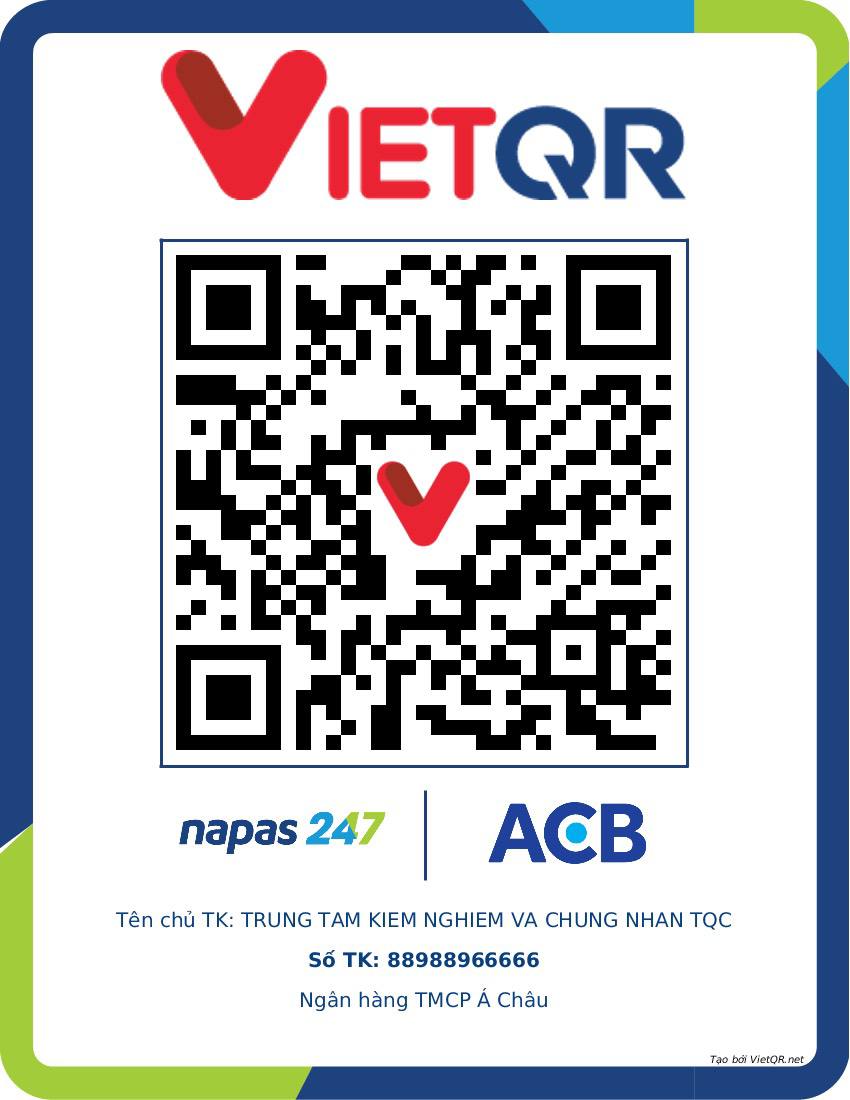 VIETQR
napas 247
ACB
Tên chủ TK: TRUNG TAM KIEM NGHIEM VA CHUNG NHAN TQC
Số TK: 88988966666
Ngân hàng TMCP Á Châu
Tạo bởi VietQR.net